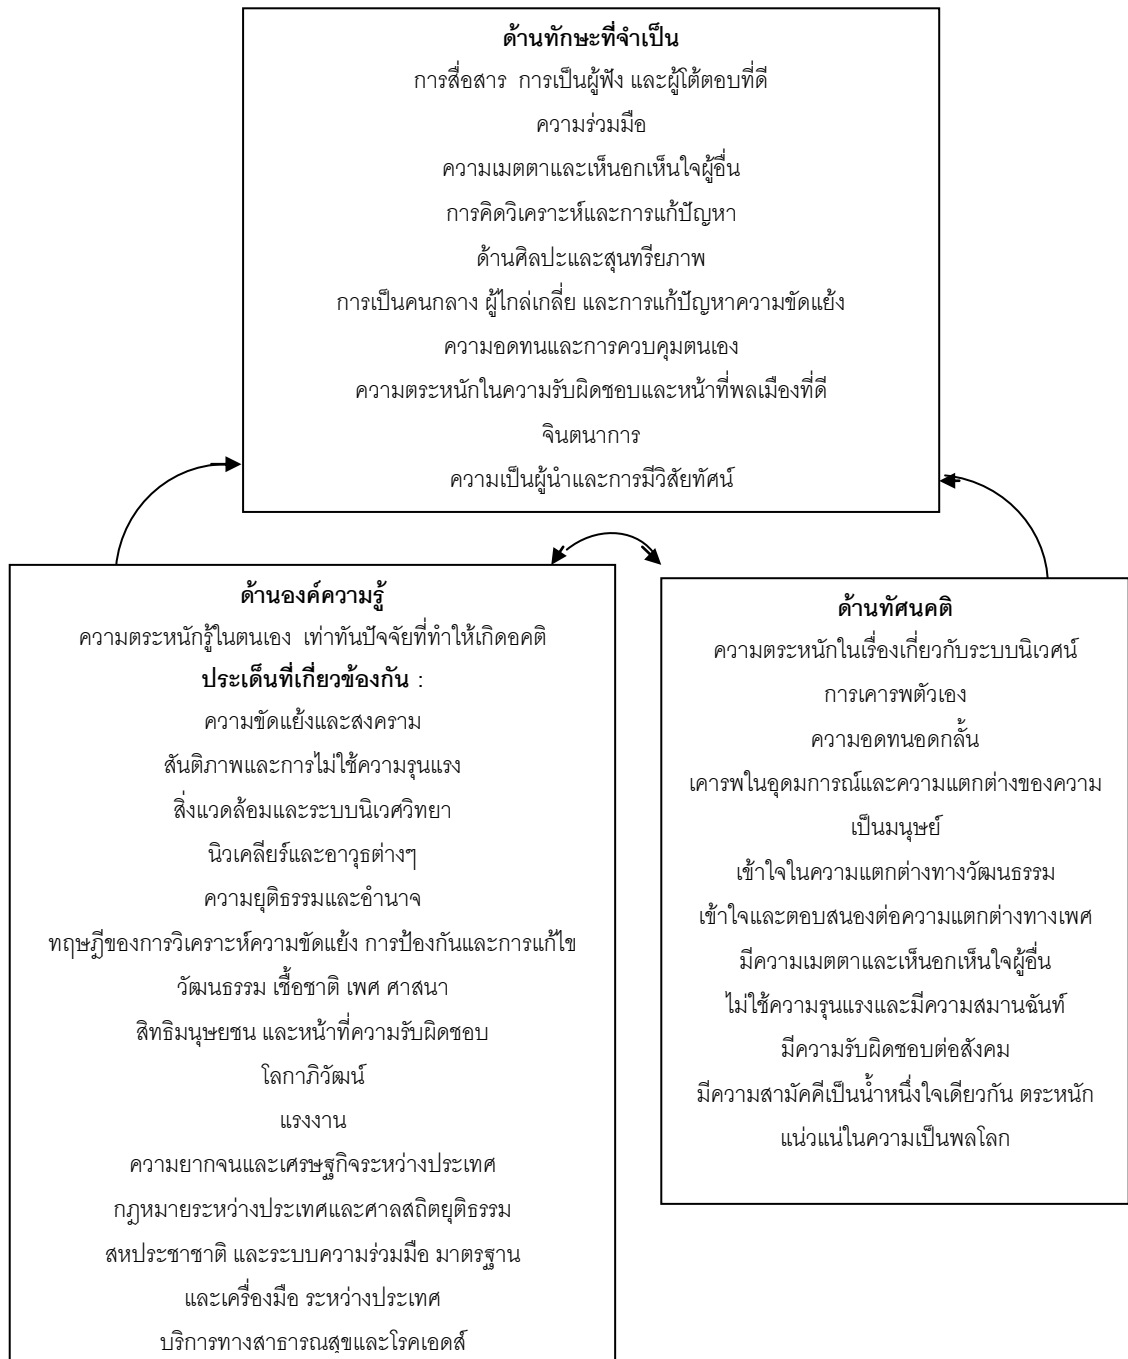 ด้านทักษะที่จำเป็น
การสื่อสาร การเป็นผู้ฟัง และผู้โต้ตอบที่ดี
ความร่วมมือ
ความเมตตาและเห็นอกเห็นใจผู้อื่น
การคิดวิเคราะห์และการแก้ปัญหา
ด้านศิลปะและสุนทรียภาพ
การเป็นคนกลาง ผู้ไกล่เกลี่ย และการแก้ปัญหาความขัดแย้ง
ความอดทนและการควบคุมตนเอง
ความตระหนักในความรับผิดชอบและหน้าที่พลเมืองที่ดี
จินตนาการ
ความเป็นผู้นำและการมีวิสัยทัศน์
ด้านองค์ความรู้
ความตระหนักรู้ในตนเอง เท่าทันปัจจัยที่ทำให้เกิดอคติ
ประเด็นที่เกี่ยวข้องกัน :
ความขัดแย้งและสงคราม
สันติภาพและการไม่ใช้ความรุนแรง
สิ่งแวดล้อมและระบบนิเวศวิทยา
นิวเคลียร์และอาวุธต่างๆ
ความยุติธรรมและอำนาจ
ทฤษฎีของการวิเคราะห์ความขัดแย้ง การป้องกันและการแก้ไข
วัฒนธรรม เชื้อชาติ เพศ ศาสนา
สิทธิมนุษยชน และหน้าที่ความรับผิดชอบ
โลกาภิวัฒน์
แรงงาน
ความยากจนและเศรษฐกิจระหว่างประเทศ
กฎหมายระหว่างประเทศและศาลสถิตยุติธรรม
สหประชาชาติ และระบบความร่วมมือ มาตรฐาน
และเครื่องมือ ระหว่างประเทศ
บริการทางสาธารณสุขและโรคเอดส์
ด้านทัศนคติ
ความตระหนักในเรื่องเกี่ยวกับระบบนิเวศน์
การเคารพตัวเอง
ความอดทนอดกลั้น
เคารพในอุดมการณ์และความแตกต่างของความ
เป็นมนุษย์
เข้าใจในความแตกต่างทางวัฒนธรรม
เข้าใจและตอบสนองต่อความแตกต่างทางเพศ
มีความเมตตาและเห็นอกเห็นใจผู้อื่น
ไม่ใช้ความรุนแรงและมีความสมานฉันท์
มีความรับผิดชอบต่อสังคม
มีความสามัคคีเป็นน้ำหนึ่งใจเดียวกัน ตระหนัก
แน่วแน่ในความเป็นพลโลก